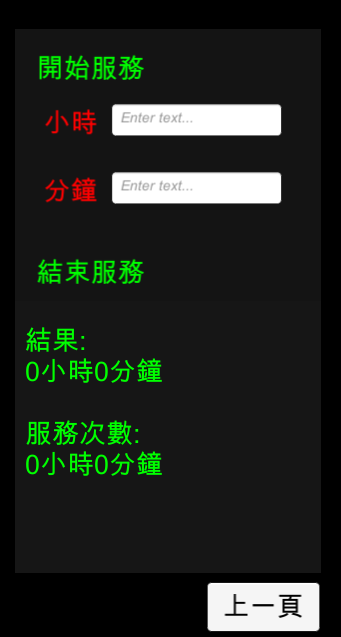 開始服務
小時 Enter text...
分鐘 Enter text...
結束服務
結果:
0小時0分鐘
服務次數:
0小時0分鐘
上一頁